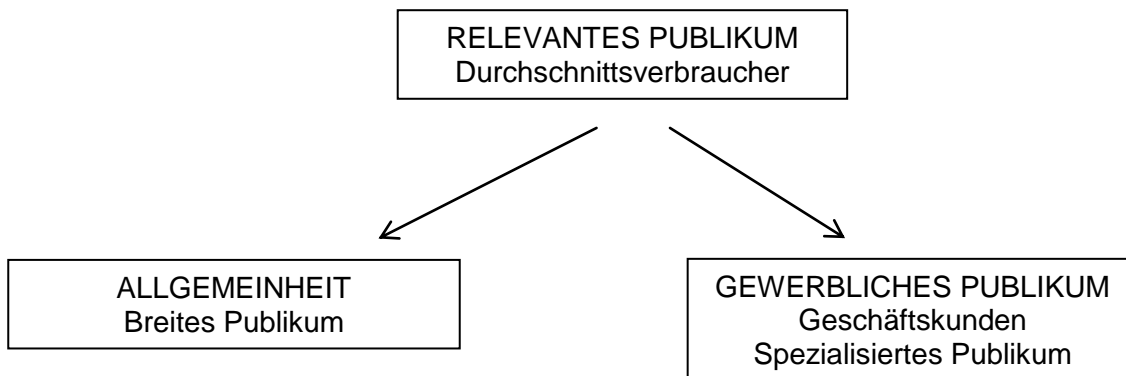 RELEVANTES PUBLIKUM
Durchschnittsverbraucher
ALLGEMEINHEIT
Breites Publikum
GEWERBLICHES PUBLIKUM
Geschäftskunden
Spezialisiertes Publikum